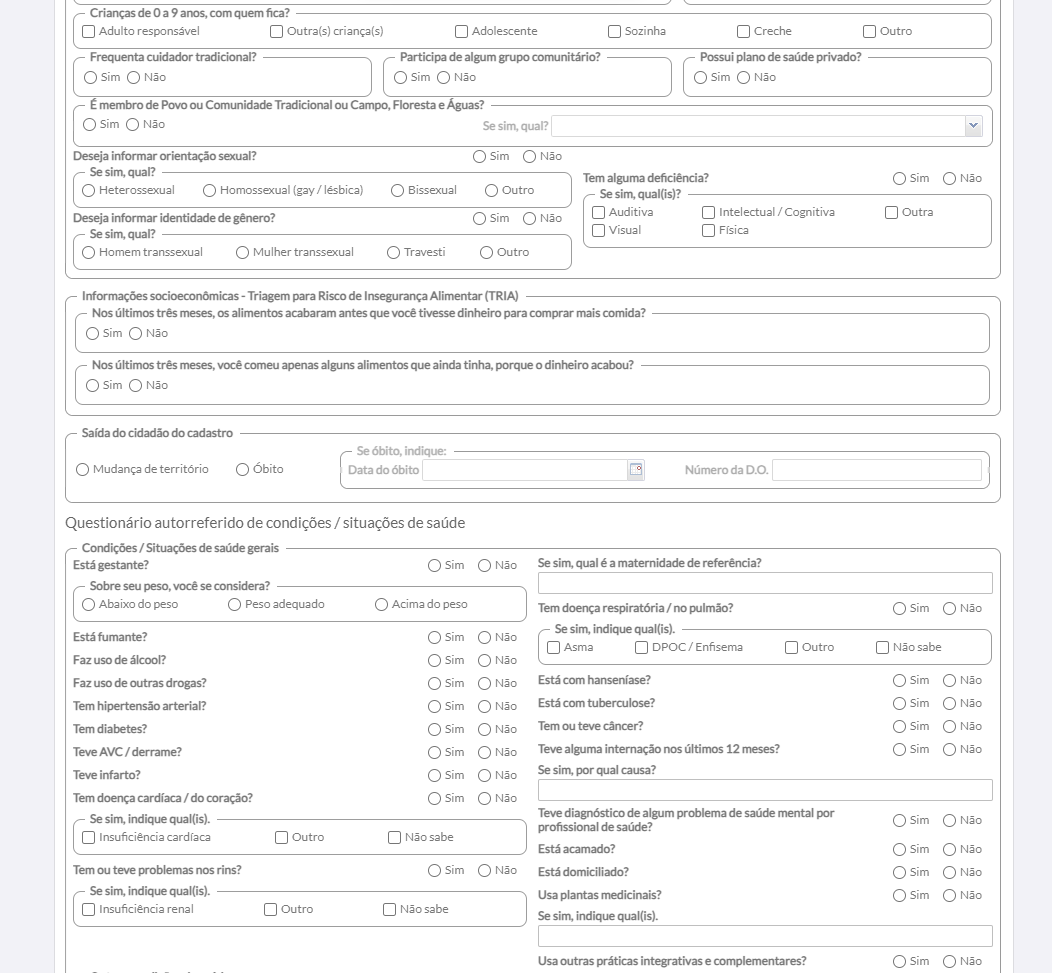 Crianças de 0 a 9 anos, com quem fica?
Adulto responsável Outra(s) criança(s) Adolescente Sozinha Creche Outro
Frequenta cuidador tradicional? Participa de algum grupo comunitário? Possui plano de saúde privado?
Sim Não Sim Não Sim Não
É membro de Povo ou Comunidade Tradicional ou Campo, Floresta e Águas?
Sim Não Se sim, qual?
Deseja informar orientação sexual? Sim Não
Se sim, qual?
Heterossexual Homossexual (gay / lésbica) Bissexual Outro
Deseja informar identidade de gênero? Sim Não
Se sim, qual?
Homem transsexual Mulher transsexual Travesti Outro
Tem alguma deficiência? Sim Não
Se sim, qual(is)?
Auditiva Intelectual / Cognitiva Outra
Visual Física
Informações socioeconômicas - Triagem para Risco de Insegurança Alimentar (TRIA)
Nos últimos três meses, os alimentos acabaram antes que você tivesse dinheiro para comprar mais comida?
Sim Não
Nos últimos três meses, você comeu apenas alguns alimentos que ainda tinha, porque o dinheiro acabou?
Sim Não
Saída do cidadão do cadastro
Mudança de território Óbito
Se óbito, indique:
Data do óbito Número da D.O.
Questionário autorreferido de condições / situações de saúde
Condições / Situações de saúde gerais
Está gestante? Sim Não
Sobre seu peso, você se considera?
Abaixo do peso Peso adequado Acima do peso
Está fumante? Sim Não
Faz uso de álcool? Sim Não
Faz uso de outras drogas? Sim Não
Tem hipertensão arterial? Sim Não
Tem diabetes? Sim Não
Teve AVC / derrame? Sim Não
Teve infarto? Sim Não
Tem doença cardíaca / do coração? Sim Não
Se sim, indique qual(is).
Insuficiência cardíaca Outro Não sabe
Tem ou teve problemas nos rins? Sim Não
Se sim, indique qual(is).
Insuficiência renal Outro Não sabe
Se sim, qual é a maternidade de referência?
Tem doença respiratória / no pulmão? Sim Não
Se sim, indique qual(is).
Asma DPOC / Enfisema Outro Não sabe
Está com hanseníase? Sim Não
Está com tuberculose? Sim Não
Tem ou teve câncer? Sim Não
Teve alguma internação nos últimos 12 meses? Sim Não
Se sim, por qual causa?
Teve diagnóstico de algum problema de saúde mental por
profissional de saúde? Sim Não
Está acamado? Sim Não
Está domiciliado? Sim Não
Usa plantas medicinais? Sim Não
Se sim, indique qual(is).
Usa outras práticas integrativas e complementares? Sim Não